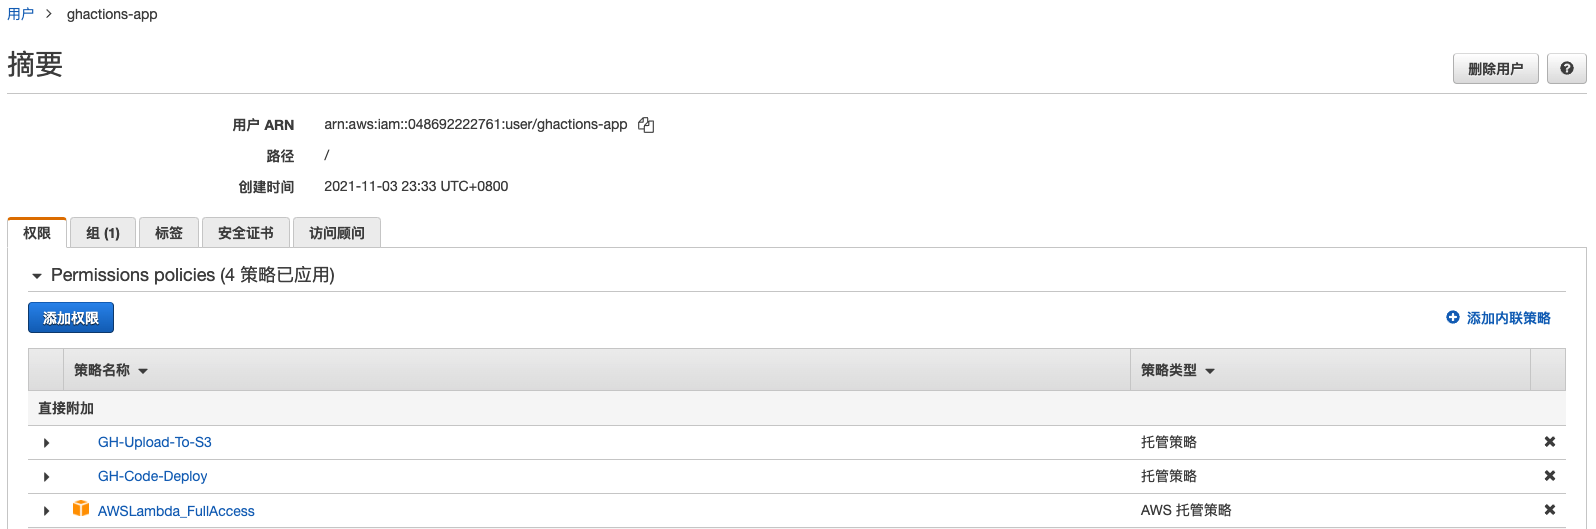 用户 > ghactions-app
摘要
删除用户
用户 ARN arn:aws:iam::048692222761:user/ghactions-app
路径 /
创建时间 2021-11-03 23:33 UTC+0800
权限 组 (1) 标签 安全证书 访问顾问
Permissions policies (4 策略已应用)
添加权限 添加内联策略
策略名称 策略类型
直接附加
GH-Upload-To-S3 托管策略
GH-Code-Deploy 托管策略
AWSLambda_FullAccess AWS 托管策略